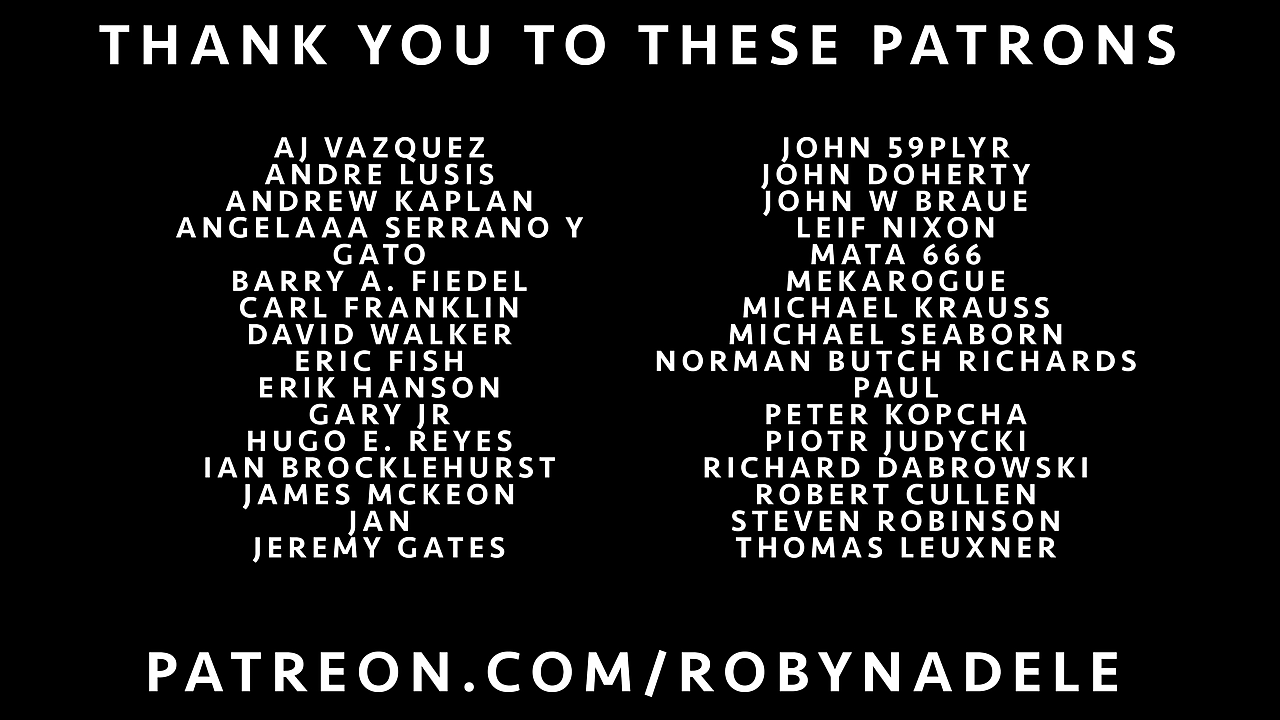 THANK YOU TO THESE PATRONS
AJ VAZQUEZ
ANDRE LUSIS
ANDREW KAPLAN
ANGELAAA SERRANO Y
GATO
BARRY A. FIEDEL
CARL FRANKLIN
DAVID WALKER
ERIC FISH
ERIK HANSON
GARY JR
HUGO E. REYES
IAN BROCKLEHURST
JAMES MCKEON
JAN
JEREMY GATES
JOHN 59PLYR
JOHN DOHERTY
JOHN W BRAUE
LEIF NIXON
MATA 666
MEKAROGUE
MICHAEL KRAUSS
MICHAEL SEABORN
NORMAN BUTCH RICHARDS
PAUL
PETER KOPCHA
PIOTR JUDYCKI
RICHARD DABROWSKI
ROBERT CULLEN
STEVEN ROBINSON
THOMAS LEUXNER
PATREON.COM/ROBYNADELE